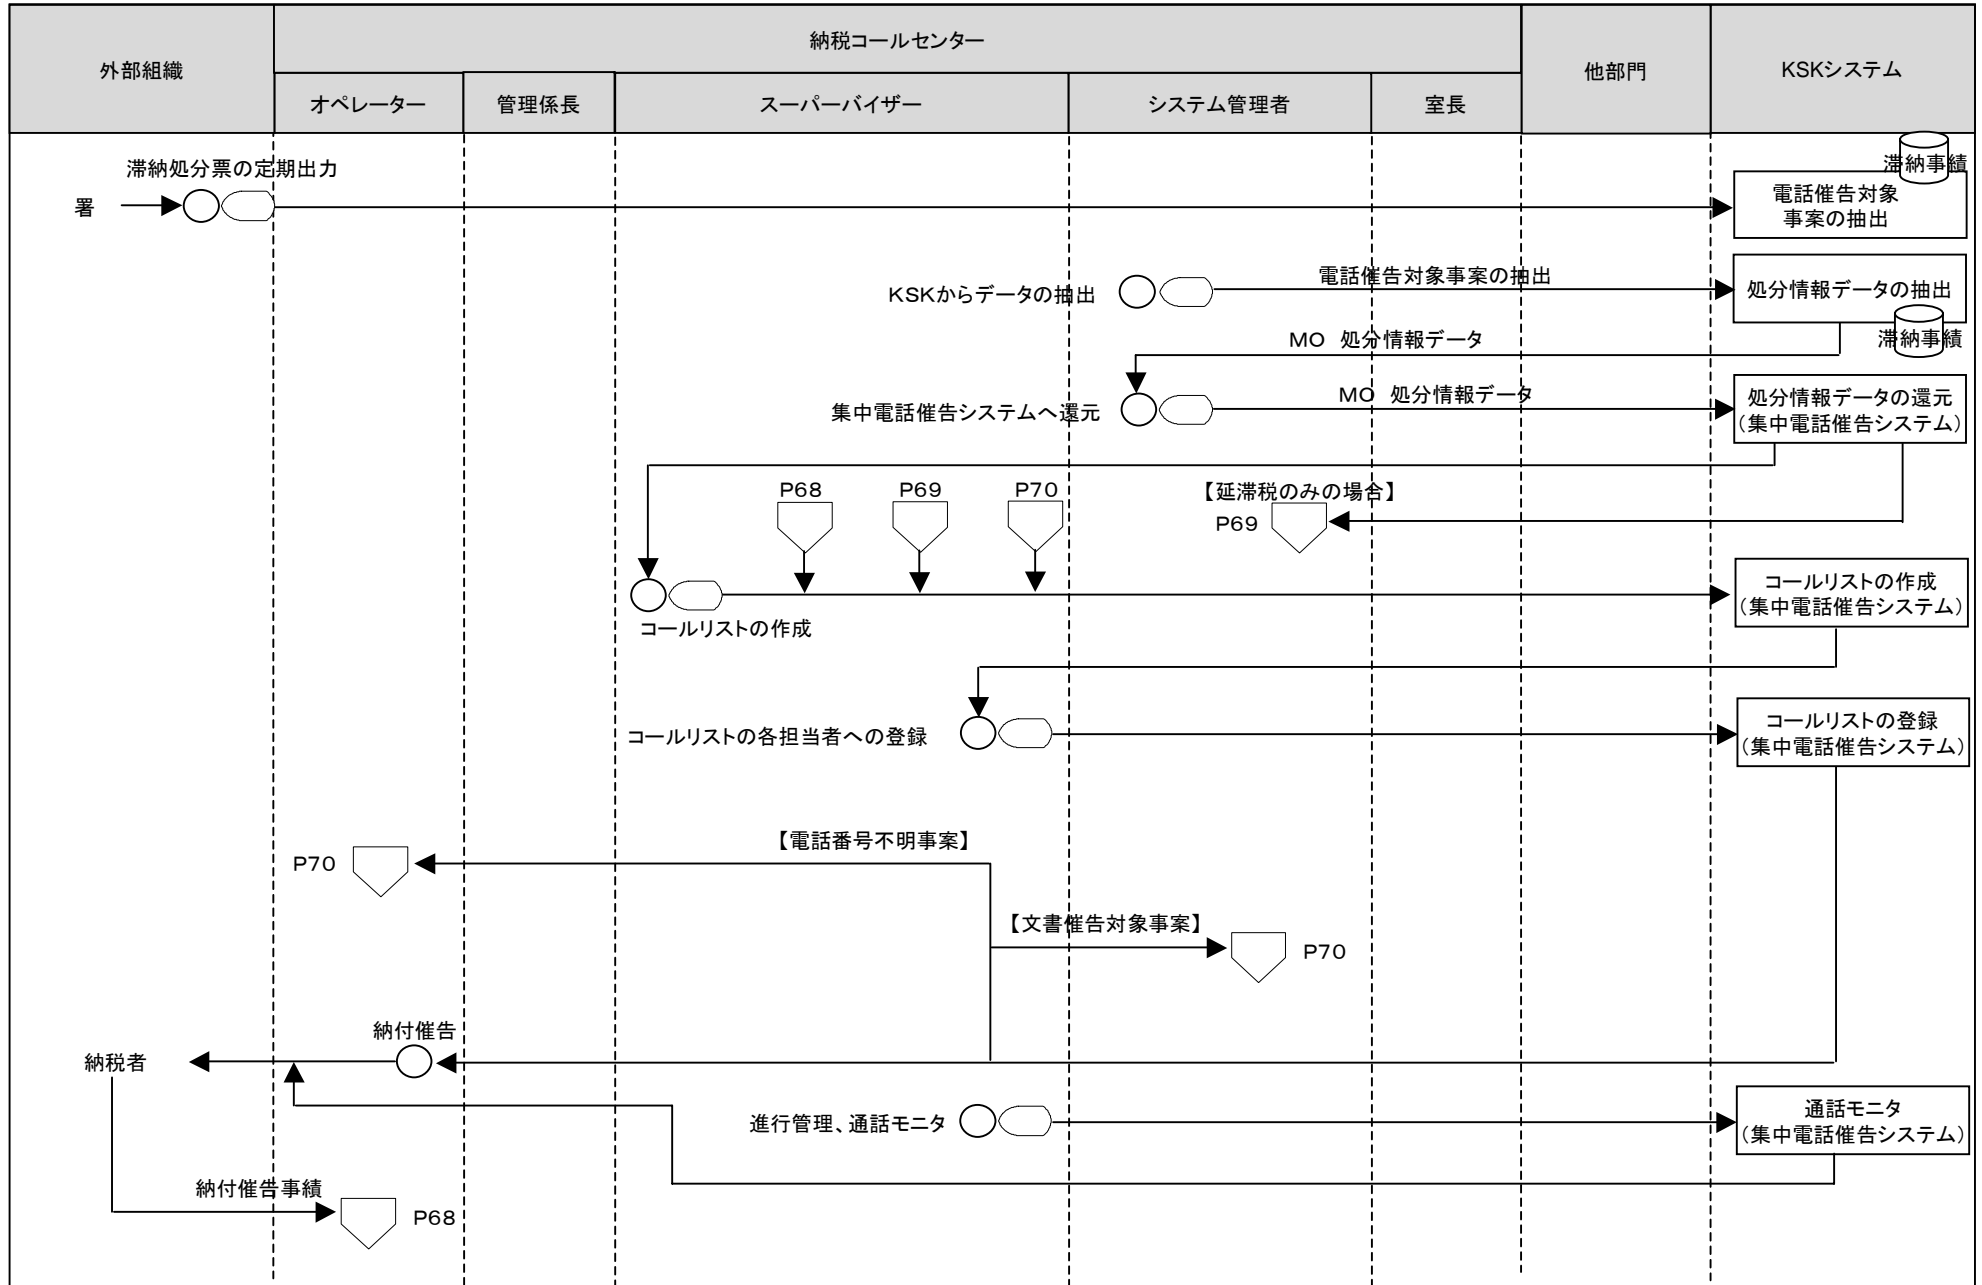 外部組織
納税コールセンター
他部門
KSKシステム
オペレーター
管理係長
スーパーバイザー
システム管理者
室長
滞納処分票の定期出力
署
滞納事績
電話催告対象
事案の抽出
KSKからデータの抽出
電話催告対象事案の抽出
処分情報データの抽出
滞納事績
MO 処分情報データ
集中電話催告システムへ還元
MO 処分情報データ
処分情報データの還元
(集中電話催告システム)
P68
P69
P70
【延滞税のみの場合】
P69
コールリストの作成
コールリストの作成
(集中電話催告システム)
コールリストの各担当者への登録
コールリストの登録
(集中電話催告システム)
【電話番号不明事案】
P70
【文書催告対象事案】
P70
納付催告
納税者
進行管理、通話モニタ
通話モニタ
(集中電話催告システム)
納付催告事績
P68